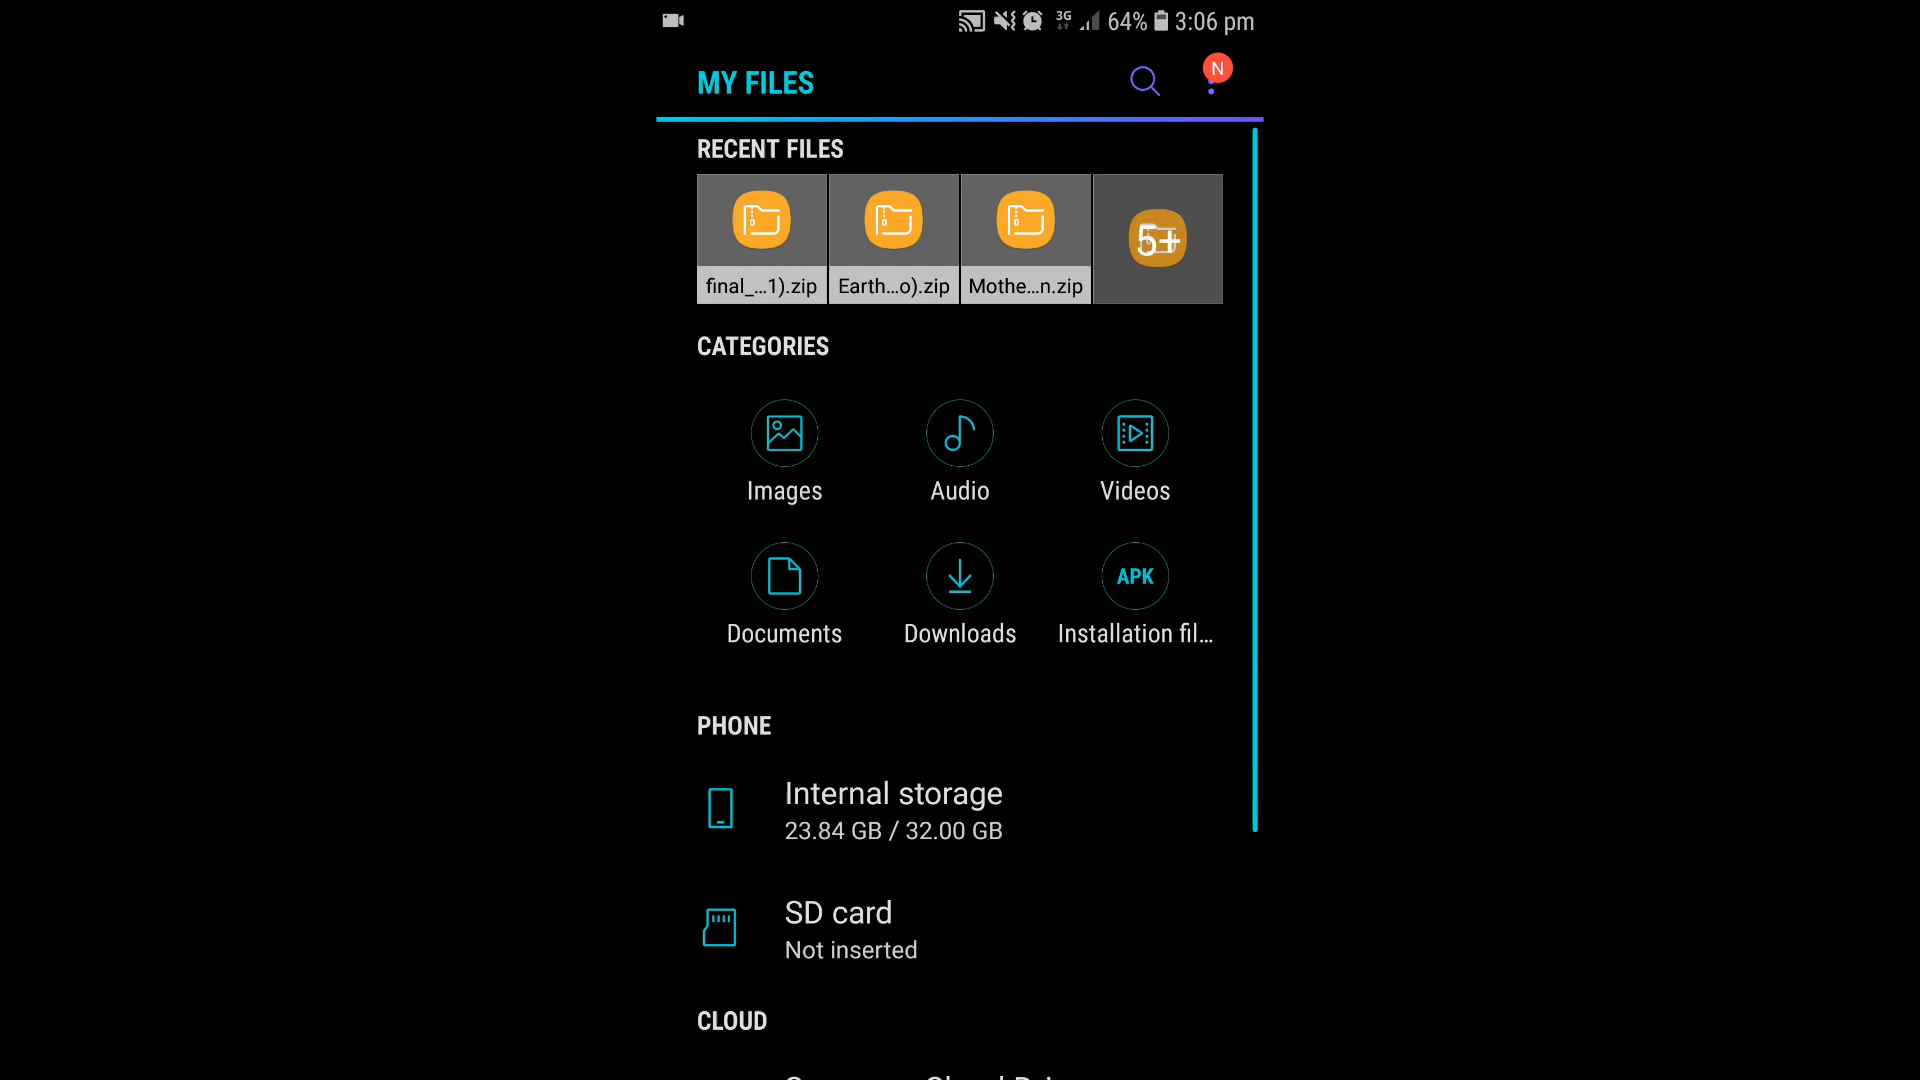 3G 64% 3:06 pm
MY FILES
N
RECENT FILES
5+
final_...1).zip Earth...o).zip Mothe...n.zip
CATEGORIES
Images Audio Videos
APK
Documents Downloads Installation fil...
PHONE
Internal storage
23.84 GB / 32.00 GB
SD card
Not inserted
CLOUD